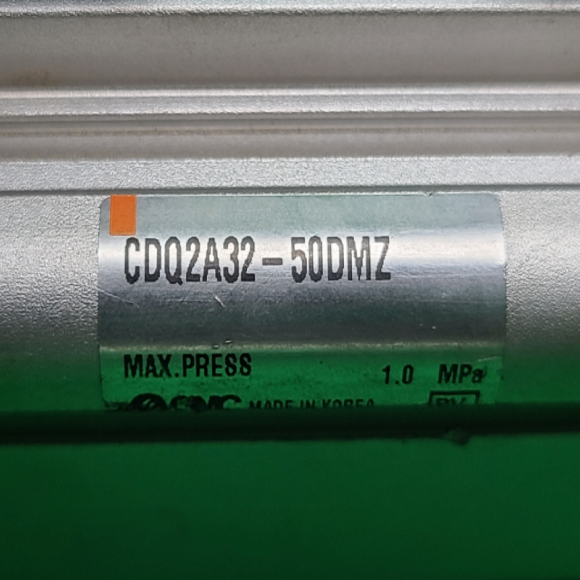 CDQ2A32-50DMZ
MAX.PRESS 1.0 MPa
SMC MADE IN KOREA